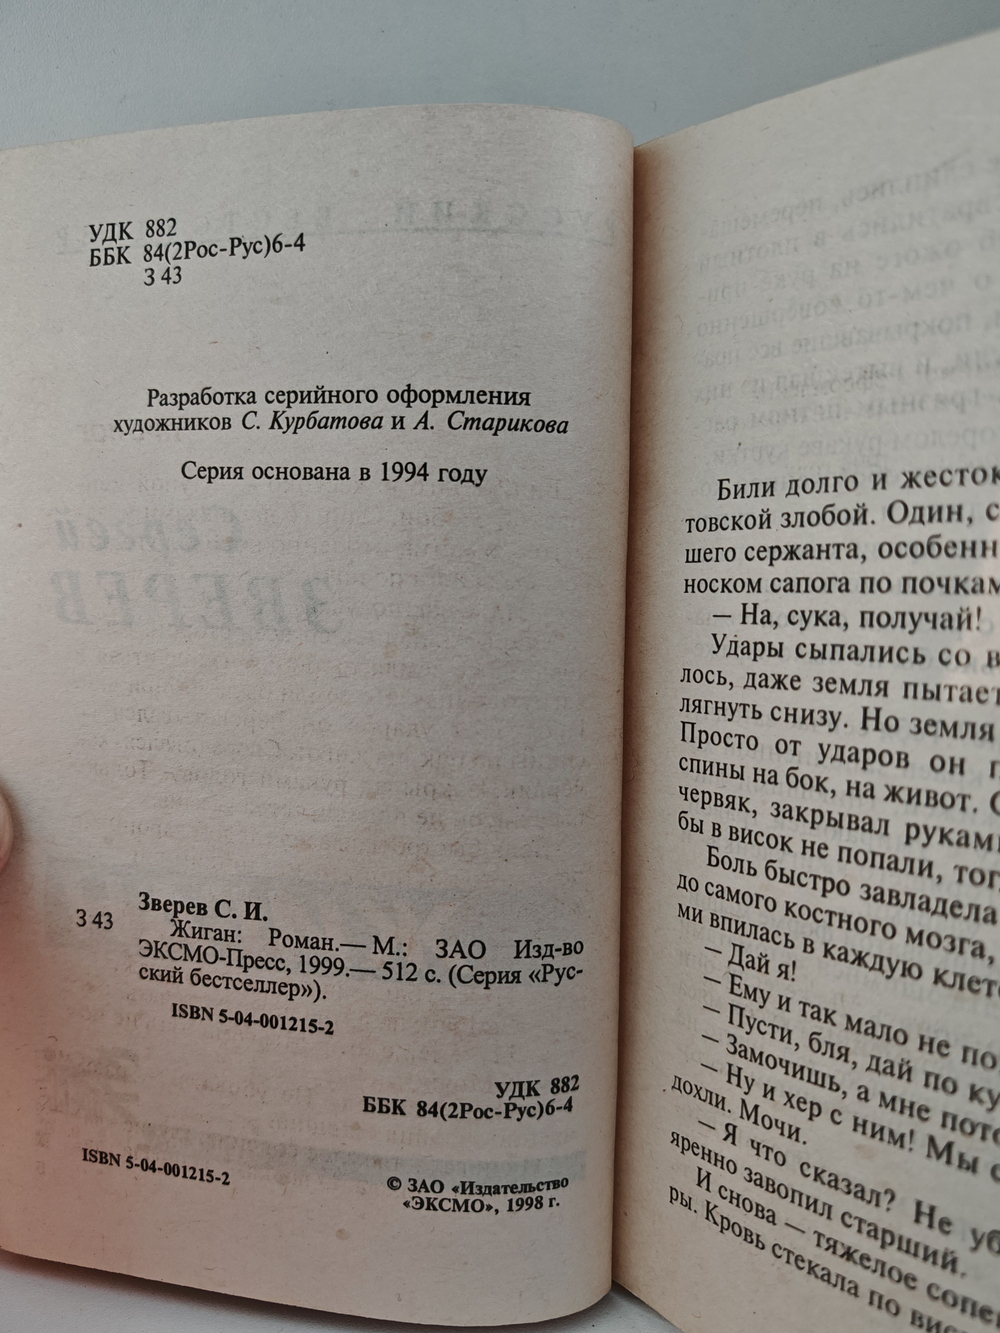 УДК 882
ББК 84(2Рос-Рус)6-4
З 43
Разработка серийного оформления
художников С. Курбатова и А. Старикова
Серия основана в 1994 году
Зверев С. И.
З 43
Жиган: Роман.— М.: ЗАО Изд-во
ЭКСМО-Пресс, 1999.— 512 с. (Серия «Рус-
ский бестселлер»).
ISBN 5-04-001215-2
УДК 882
ББК 84(2Рос-Рус)6-4
ISBN 5-04-001215-2
© ЗАО «Издательство
«ЭКСМО», 1998 г.
Били долго и жесток
товской злобой. Один, с
шего сержанта, особенн
носком сапога по почкам
— На, сука, получай!
Удары сыпались со в
лось, даже земля пытает
лягнуть снизу. Но земля
Просто от ударов он п
спины на бок, на живот. С
червяк, закрывал рукам
бы в висок не попали, тог
Боль быстро завладела
до самого костного мозга,
ми впилась в каждую клет
— Дай я!
— Ему и так мало не по
— Пусти, бля, дай по ку
— Замочишь, а мне пот
— Ну и хер с ним! Мы с
дохли. Мочи.
— Я что сказал? Не уб
яренно завопил старший.
И снова — тяжелое сопе
ры. Кровь стекала по вис